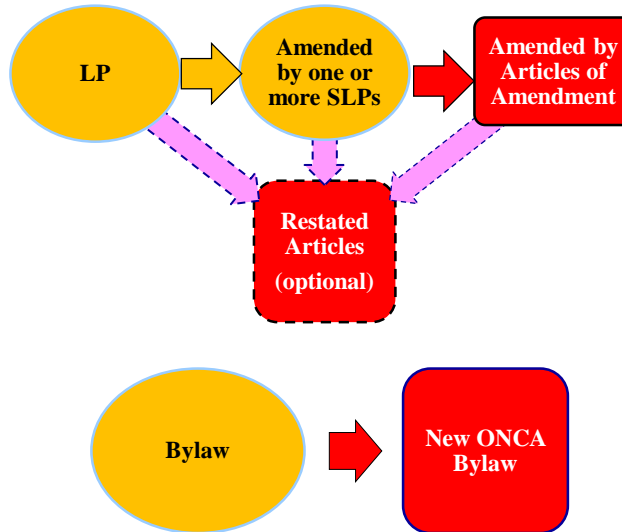 LP
Amended
by one or
more SLPs
Amended by
Articles of
Amendment
Restated
Articles
(optional)
Bylaw
New ONCA
Bylaw